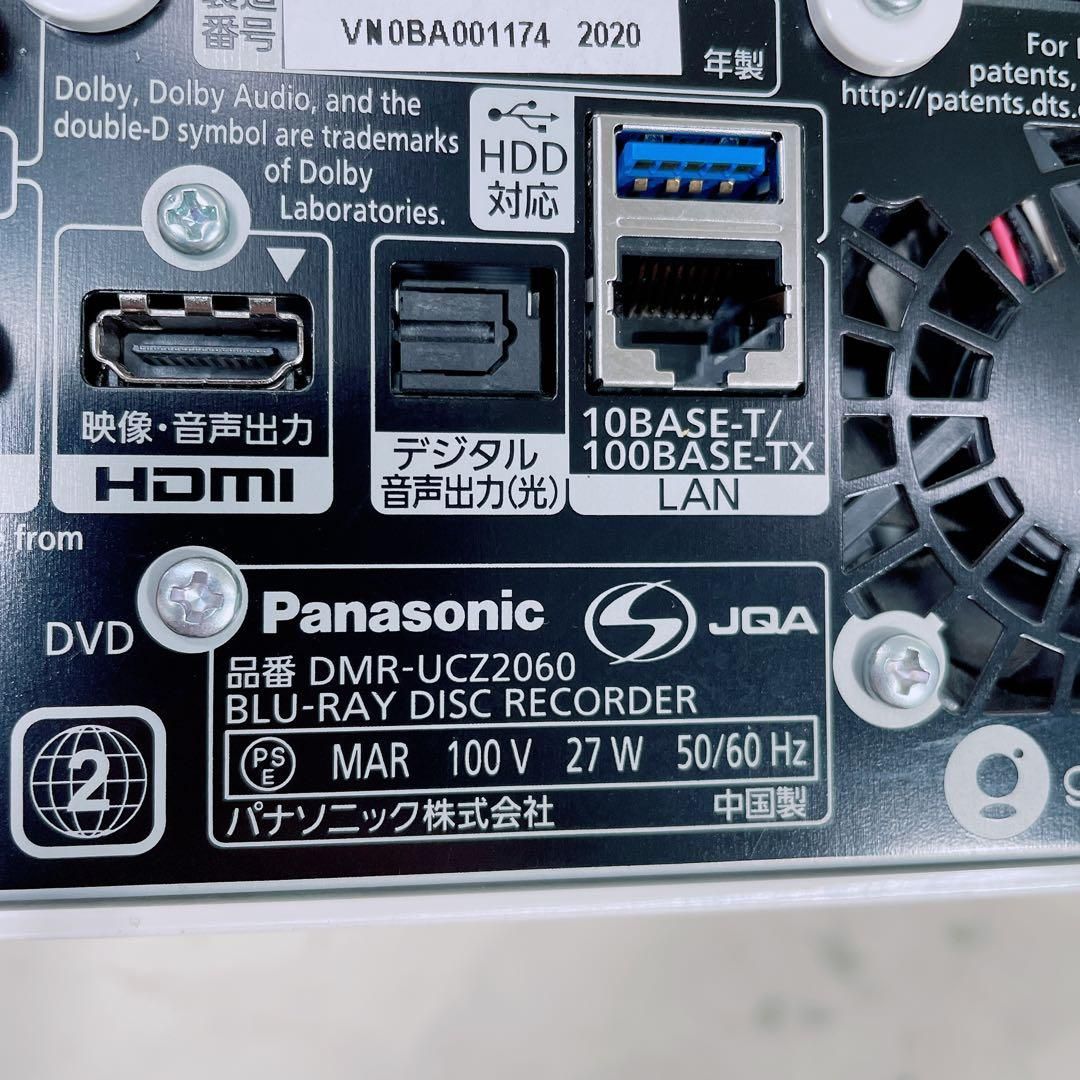 番号
VN0BA001174 2020
年製
Dolby, Dolby Audio, and the
double-D symbol are trademarks
of Dolby
Laboratories.
For
patents,
http://patents.dts.
HDD
対応
映像・音声出力
HDMI
デジタル
音声出力(光)
10BASE-T/
100BASE-TX
LAN
from
DVD
2
Panasonic JQA
品番 DMR-UCZ2060
BLU-RAY DISC RECORDER
PSE MAR 100 V 27 W 50/60 Hz
パナソニック株式会社 中国製